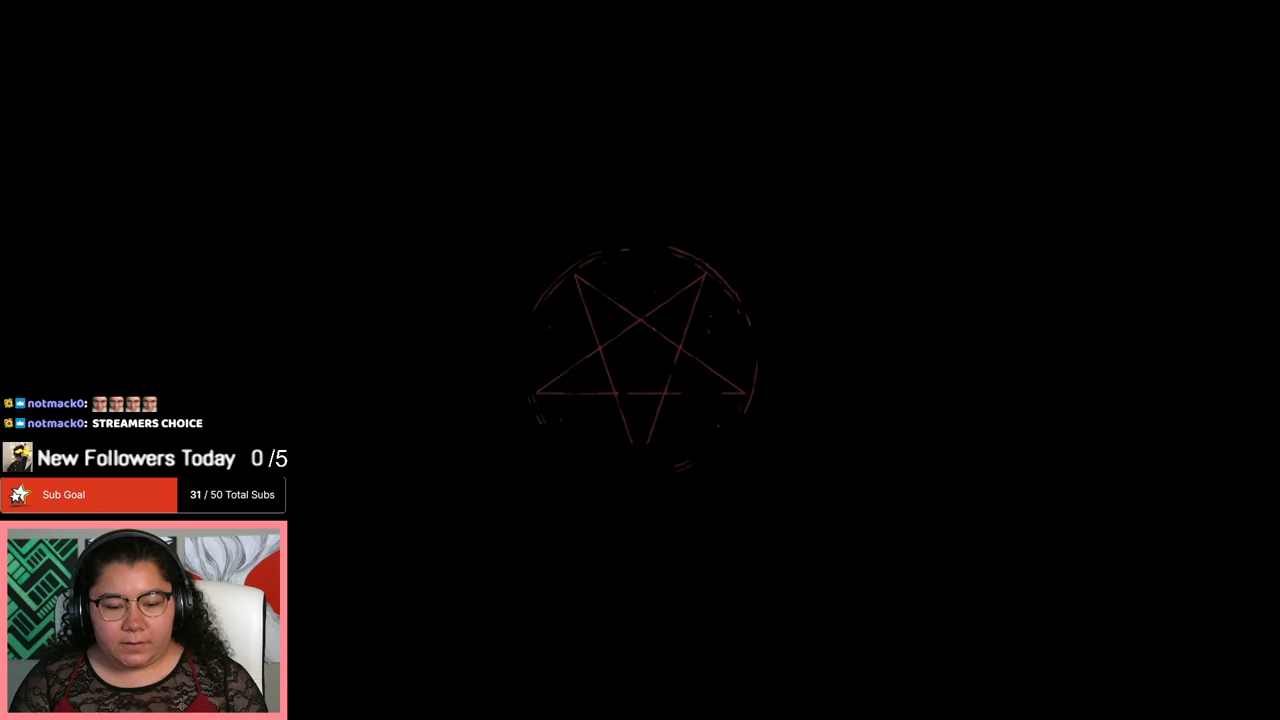 notmack0:
notmack0: STREAMERS CHOICE
New Followers Today 0 /5
Sub Goal 31 / 50 Total Subs